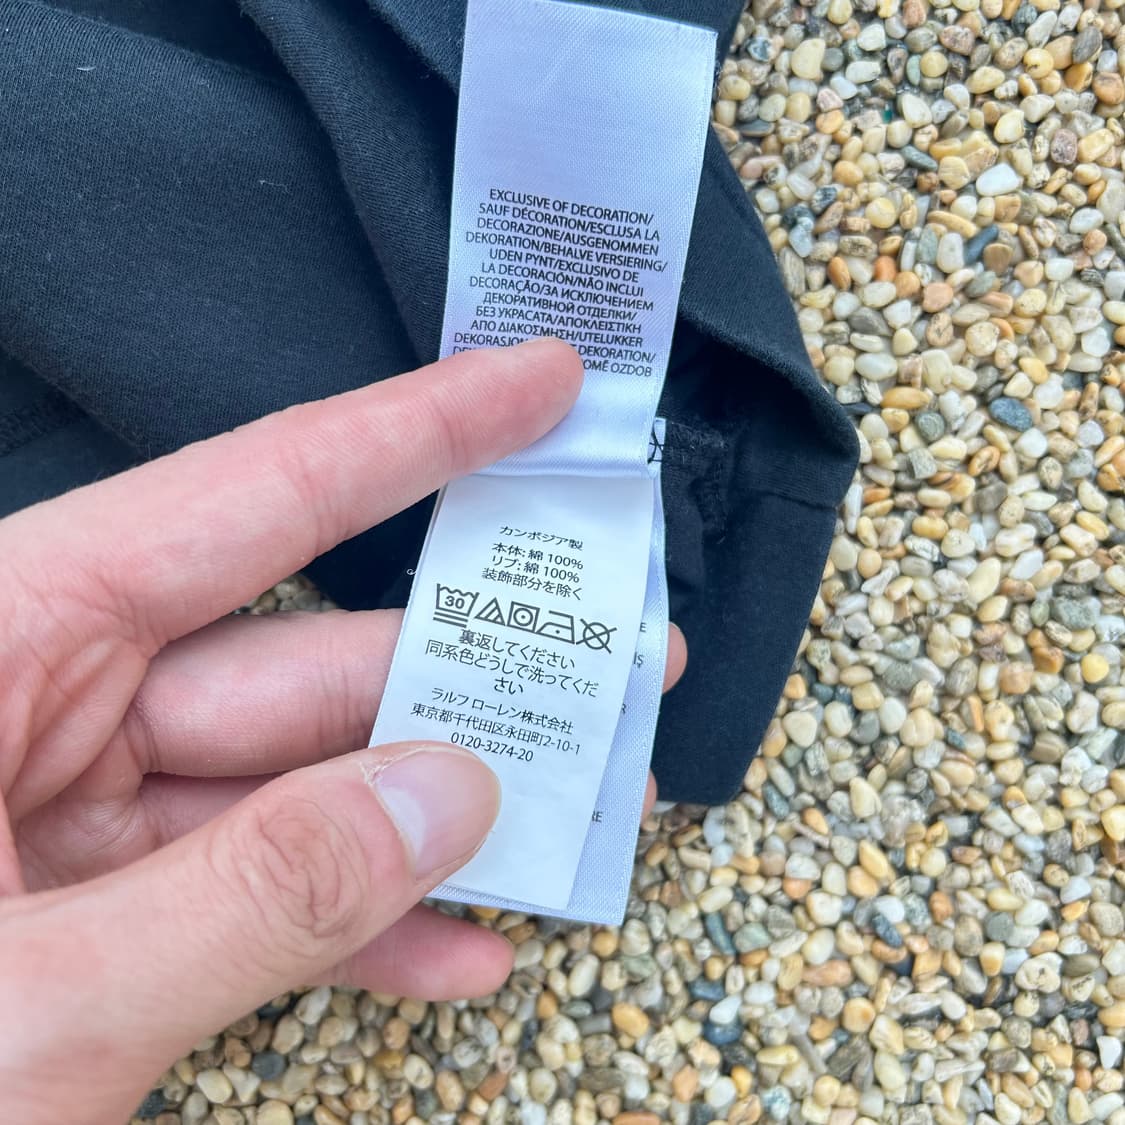 EXCLUSIVE OF DECORATION/
SAUF DÉCORATION/ESCLUSA LA
DECORAZIONE/AUSGENOMMEN
DEKORATION/BEHALVE VERSIERING/
UDEN PYNT/EXCLUSIVO DE
LA DECORACIÓN/NÃO INCLUI
DECORAÇÃO/ЗА ИСКЛЮЧЕНИЕМ
ДЕКОРАТИВНОЙ ОТДЕЛКИ/
БЕЗ УКРАСАТА/ΑΠΟΚΛΕΙΣΤΙΚΗ
ΑΠΟ ΔΙΑΚΟΣΜΗΣΗ/UTELUKKER
DEKORASJON DEKORATION/
OZDOB
カンボジア製
本体: 綿 100%
リブ: 綿 100%
装飾部分を除く
30
裏返してください
同系色どうしで洗ってくだ
さい
ラルフ ローレン株式会社
東京都千代田区永田町2-10-1
0120-3274-20